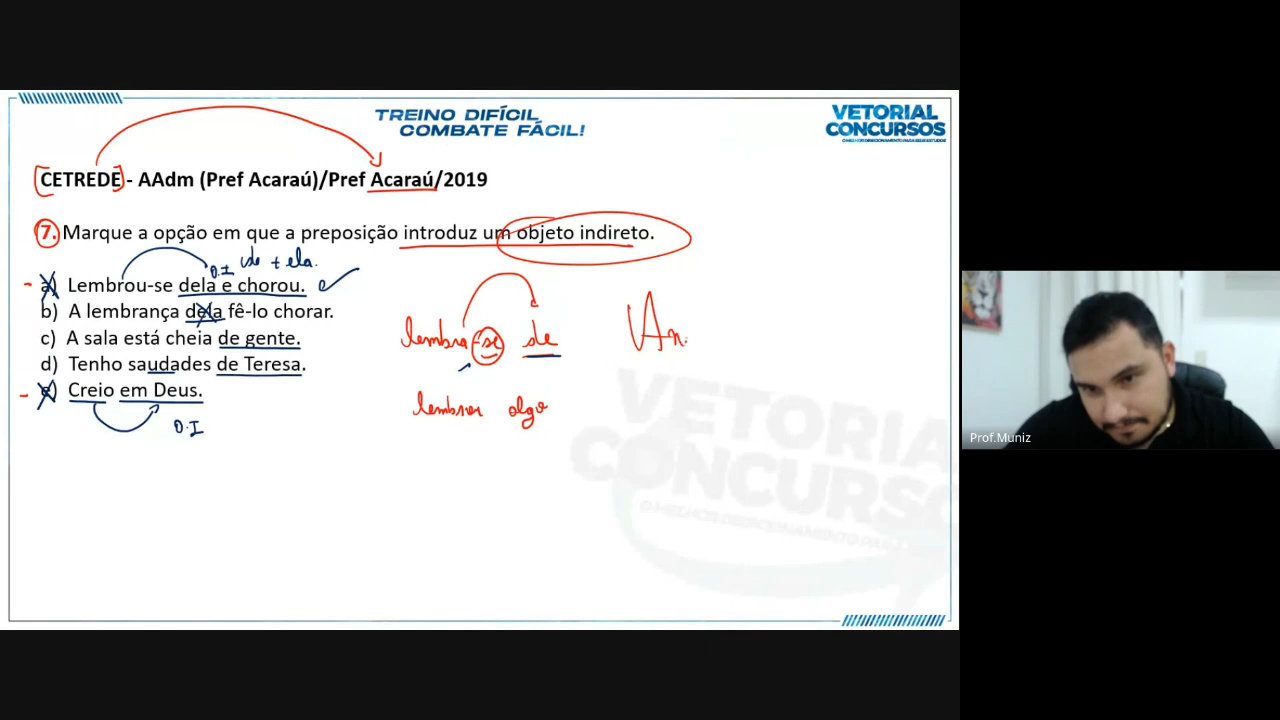 TREINO DIFÍCIL
COMBATE FÁCIL!
VETORIAL
CONCURSOS
CETREDE - AAdm (Pref Acaraú)/Pref Acaraú/2019
7. Marque a opção em que a preposição introduz um objeto indireto.
O.I de + ela.
a) Lembrou-se dela e chorou.
b) A lembrança dela fê-lo chorar.
c) A sala está cheia de gente.
d) Tenho saudades de Teresa.
e) Creio em Deus.
O.I
lembra-se de
lembrar algo
VETORIAL
CONCURSOS
Prof.Muniz